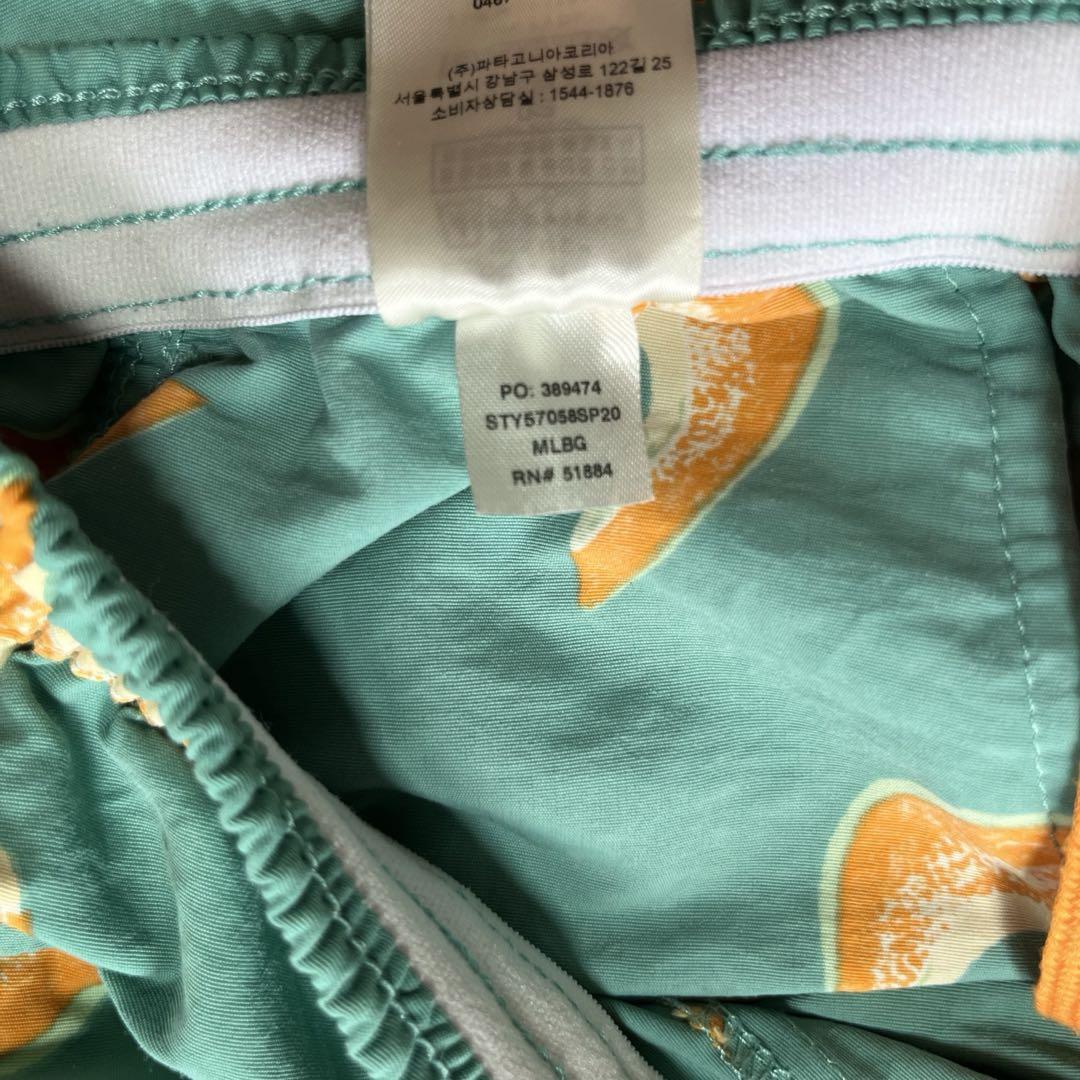 (주)파타고니아코리아
서울특별시 강남구 삼성로 122길 25
소비자상담실 : 1544-1876
PO: 389474
STY57058SP20
MLBG
RN# 51884